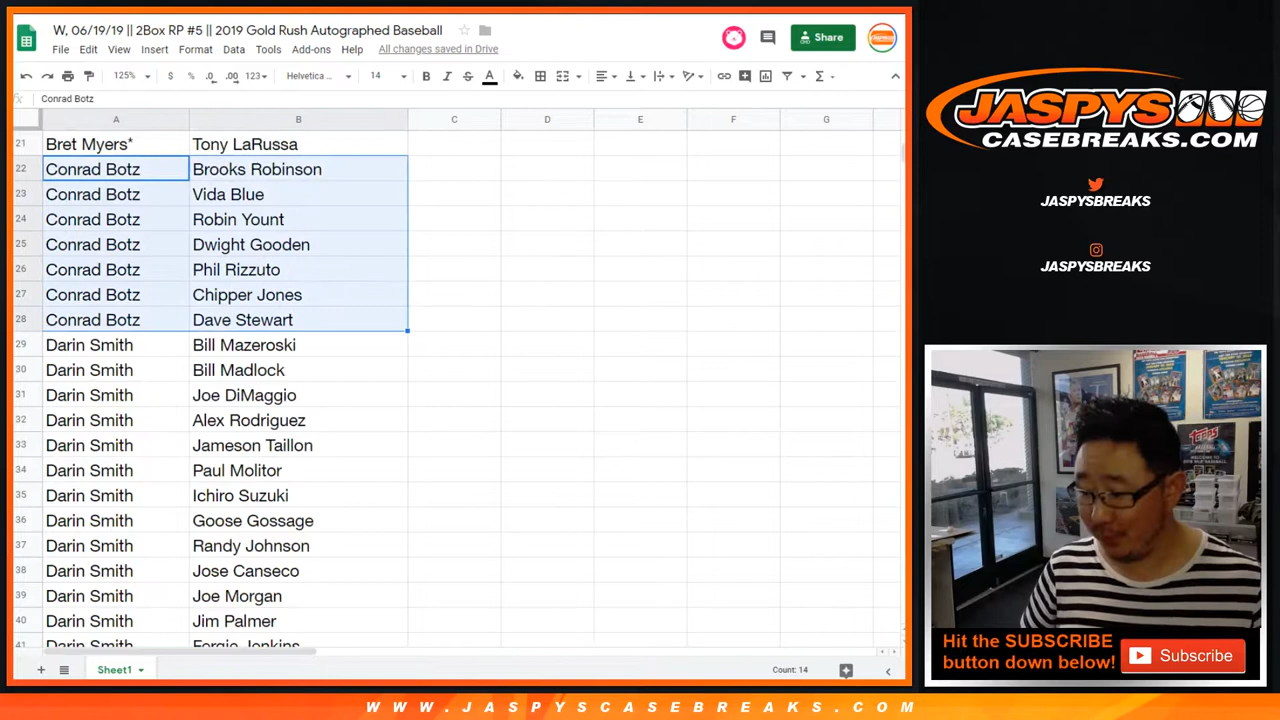 W, 06/19/19 || 2Box RP #5 || 2019 Gold Rush Autographed Baseball
File Edit View Insert Format Data Tools Add-ons Help All changes saved in Drive
Share
125% $ % .0 .00 123 Helvetica ... 14 B I S A
fx Conrad Botz
A B C D E F G
21 Bret Myers* Tony LaRussa
22 Conrad Botz Brooks Robinson
23 Conrad Botz Vida Blue
24 Conrad Botz Robin Yount
25 Conrad Botz Dwight Gooden
26 Conrad Botz Phil Rizzuto
27 Conrad Botz Chipper Jones
28 Conrad Botz Dave Stewart
29 Darin Smith Bill Mazeroski
30 Darin Smith Bill Madlock
31 Darin Smith Joe DiMaggio
32 Darin Smith Alex Rodriguez
33 Darin Smith Jameson Taillon
34 Darin Smith Paul Molitor
35 Darin Smith Ichiro Suzuki
36 Darin Smith Goose Gossage
37 Darin Smith Randy Johnson
38 Darin Smith Jose Canseco
39 Darin Smith Joe Morgan
40 Darin Smith Jim Palmer
41 Darin Smith Fergie Jenkins
Sheet1
Count: 14
JASPYS
CASEBREAKS.COM
JASPYSBREAKS
JASPYSBREAKS
topps
Hit the SUBSCRIBE
button down below!
Subscribe
WWW.JASPYSCASEBREAKS.COM